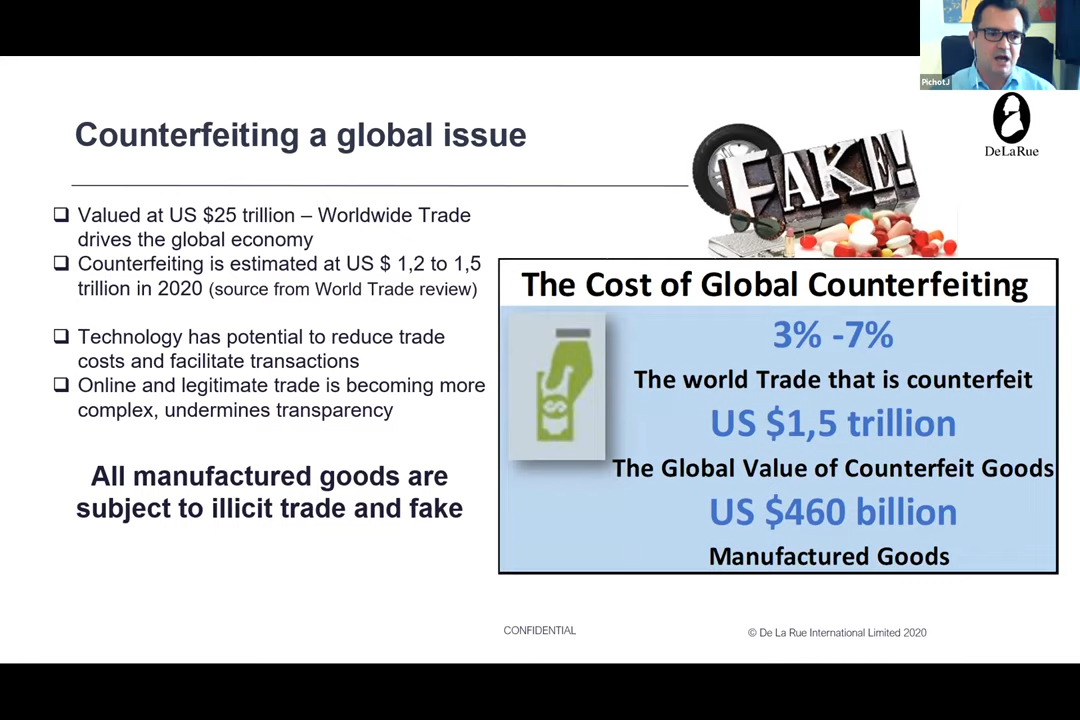 PichotJ
DeLaRue
Counterfeiting a global issue
FAKE!
❑ Valued at US $25 trillion – Worldwide Trade
drives the global economy
❑ Counterfeiting is estimated at US $ 1,2 to 1,5
trillion in 2020 (source from World Trade review)
❑ Technology has potential to reduce trade
costs and facilitate transactions
❑ Online and legitimate trade is becoming more
complex, undermines transparency
All manufactured goods are
subject to illicit trade and fake
The Cost of Global Counterfeiting
3% -7%
The world Trade that is counterfeit
US $1,5 trillion
The Global Value of Counterfeit Goods
US $460 billion
Manufactured Goods
CONFIDENTIAL
© De La Rue International Limited 2020